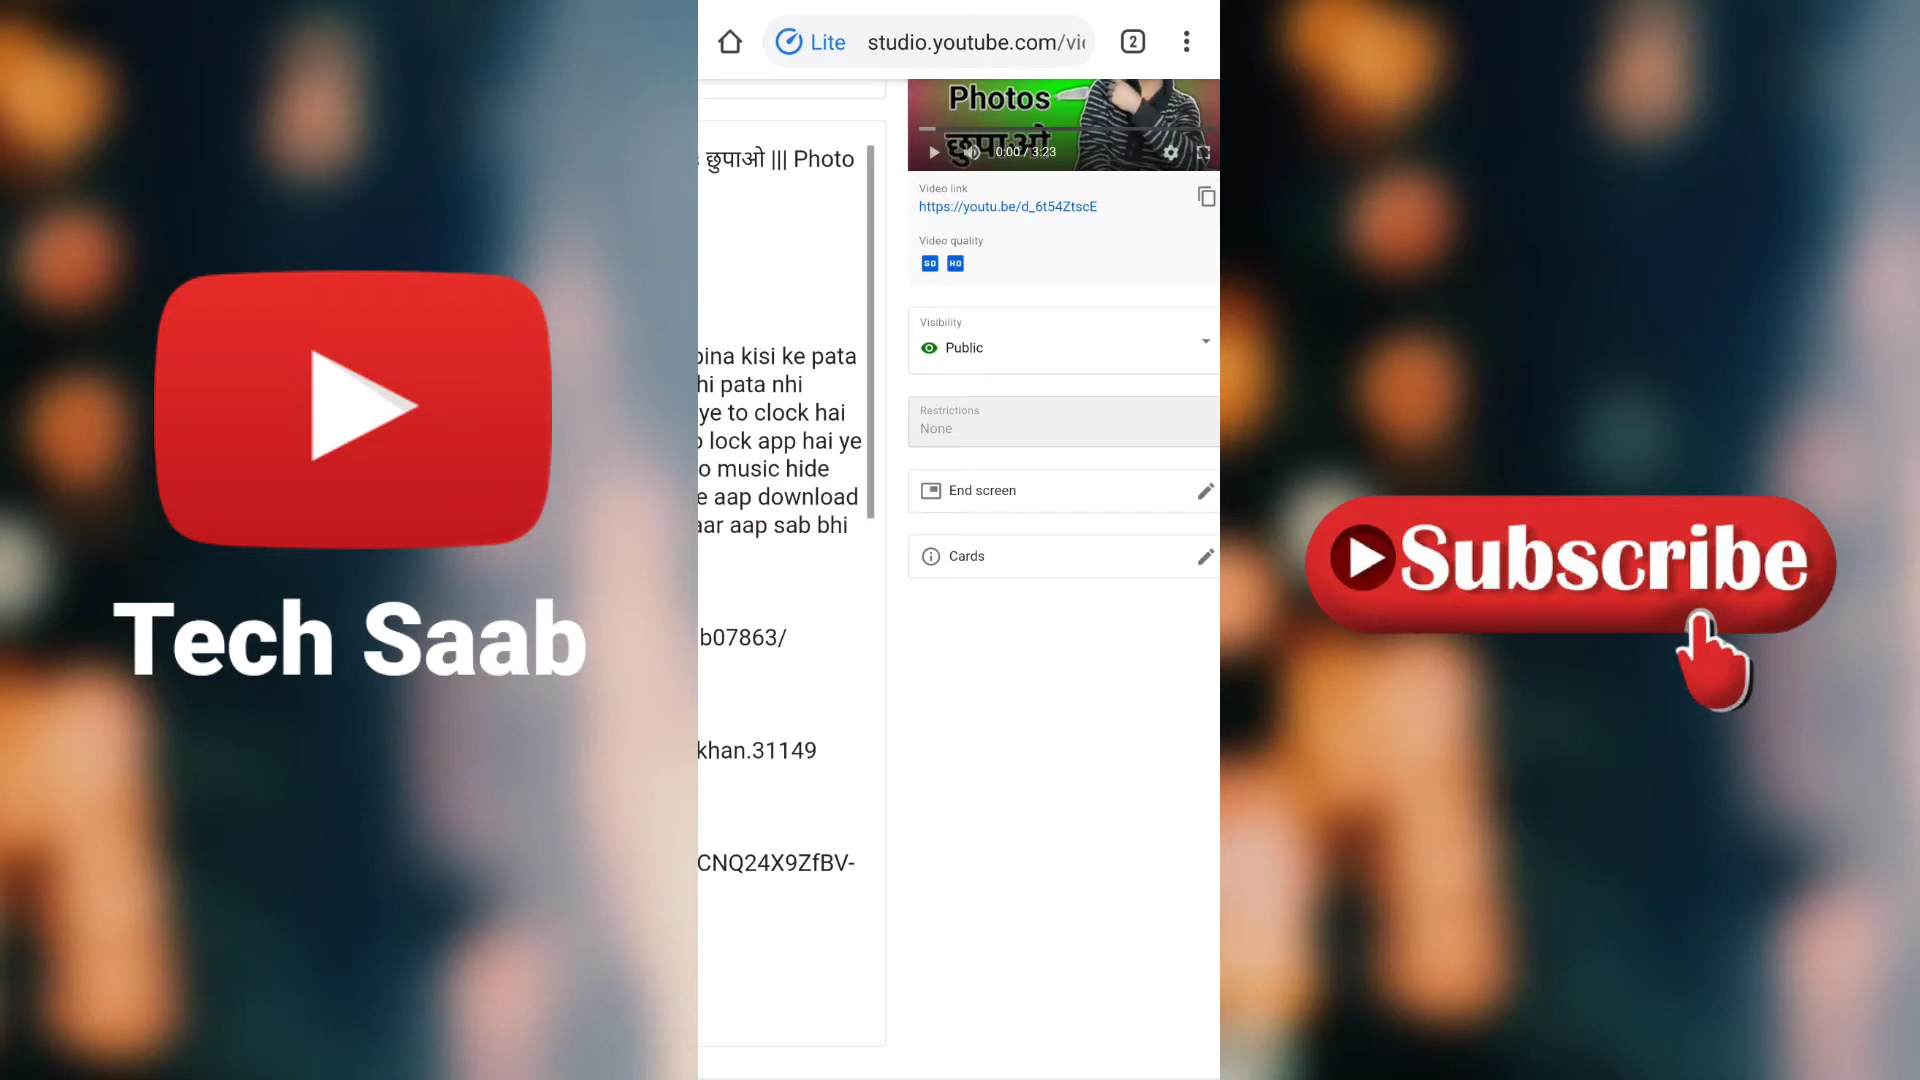 Lite studio.youtube.com/vi
2
Photos
छुपाओ
0:00 / 3:23
छुपाओ ||| Photo
bina kisi ke pata
hi pata nhi
ye to clock hai
lock app hai ye
o music hide
e aap download
aar aap sab bhi
b07863/
khan.31149
CNQ24X9ZfBV-
Video link
https://youtu.be/d_6t54ZtscE
Video quality
SD HD
Visibility
Public
Restrictions
None
End screen
Cards
Tech Saab
Subscribe